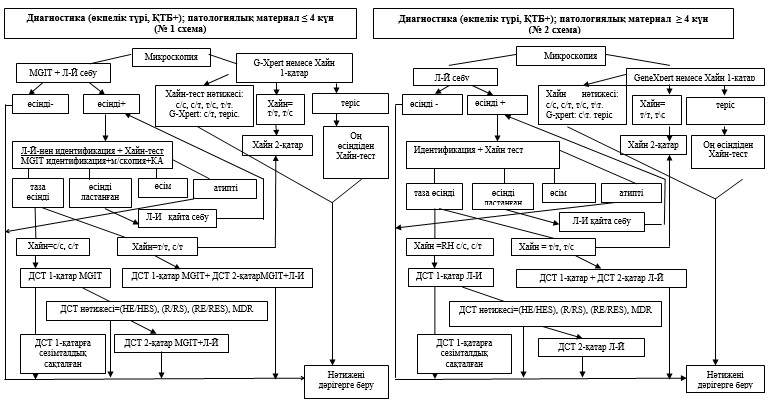 Диагностика (өкпелік түрі, ҚТБ+); патологиялық материал ≤ 4 күн
(№ 1 схема)
Микроскопия
MGIT + Л-Й себу
G-Xpert немесе Хайн
1-қатар
өсінді-
өсінді+
Хайн-тест нәтижесі:
с/с, с/т, т/с, т/т.
G-Xpert: с/т, теріс.
Хайн=
т/т, т/с
теріс
Хайн 2-қатар
Оң
өсіндіден
Хайн-тест
Л-Й-нен идентификация + Хайн-тест
MGIT идентификация+м/скопия+КА
таза
өсінді
өсінді
ластанған
өсім
атипті
Л-И қайта себу
Хайн=с/с, с/т
Хайн=т/т, с/т
ДСТ 1-қатар MGIT
ДСТ 1-қатар MGIT+ ДСТ 2-қатарMGIT+Л-И
ДСТ нәтижесі=(HE/HES), (R/RS), (RE/RES), MDR
ДСТ 1-қатарға
сезімталдық
сақталған
ДСТ 2-қатар MGIT+Л-Й
Нәтижені
дәрігерге беру
Диагностика (өкпелік түрі, ҚТБ+); патологиялық материал ≥ 4 күн
(№ 2 схема)
Микроскопия
Л-Й себу
GeneXpert немесе Хайн 1-қатар
өсінді -
өсінді +
Хайн нәтижесі:
с/с, с/т, т/с, т/т.
G-xpert: с/т. теріс
Хайн=
т/т, т/с
теріс
Хайн 2-қатар
Оң өсіндіден
Хайн-тест
Идентификация + Хайн тест
таза өсінді
өсінді
ластанған
өсім
атипті
Л-И қайта себу
Хайн =RH с/с, с/т
Хайн = т/т, т/с
ДСТ 1-қатар Л-И
ДСТ 1-қатар + ДСТ 2-қатар Л-Й
ДСТ нәтижесі=(HE/HES), (R/RS), (RE/RES), MDR
ДСТ 1-қатарға
сезімталдық
сақталған
ДСТ 2-қатар Л-Й
Нәтижені
дәрігерге беру